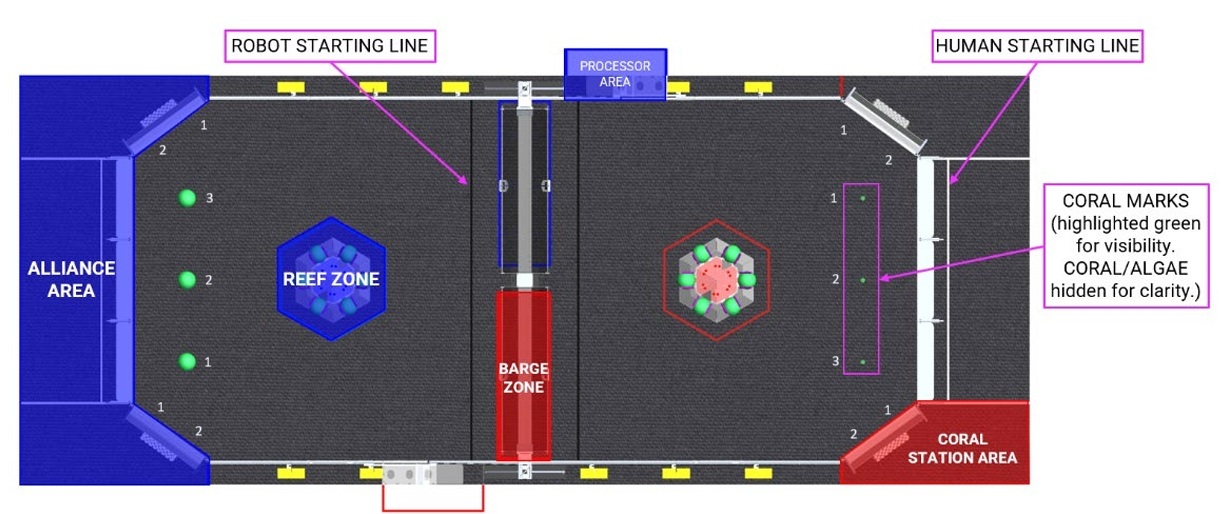 ROBOT STARTING LINE
PROCESSOR
AREA
HUMAN STARTING LINE
1
2
1
2
3
1
CORAL MARKS
(highlighted green
for visibility.
CORAL/ALGAE
hidden for clarity.)
ALLIANCE
AREA
2
REEF ZONE
2
1
BARGE
ZONE
3
1
2
1
2
CORAL
STATION AREA